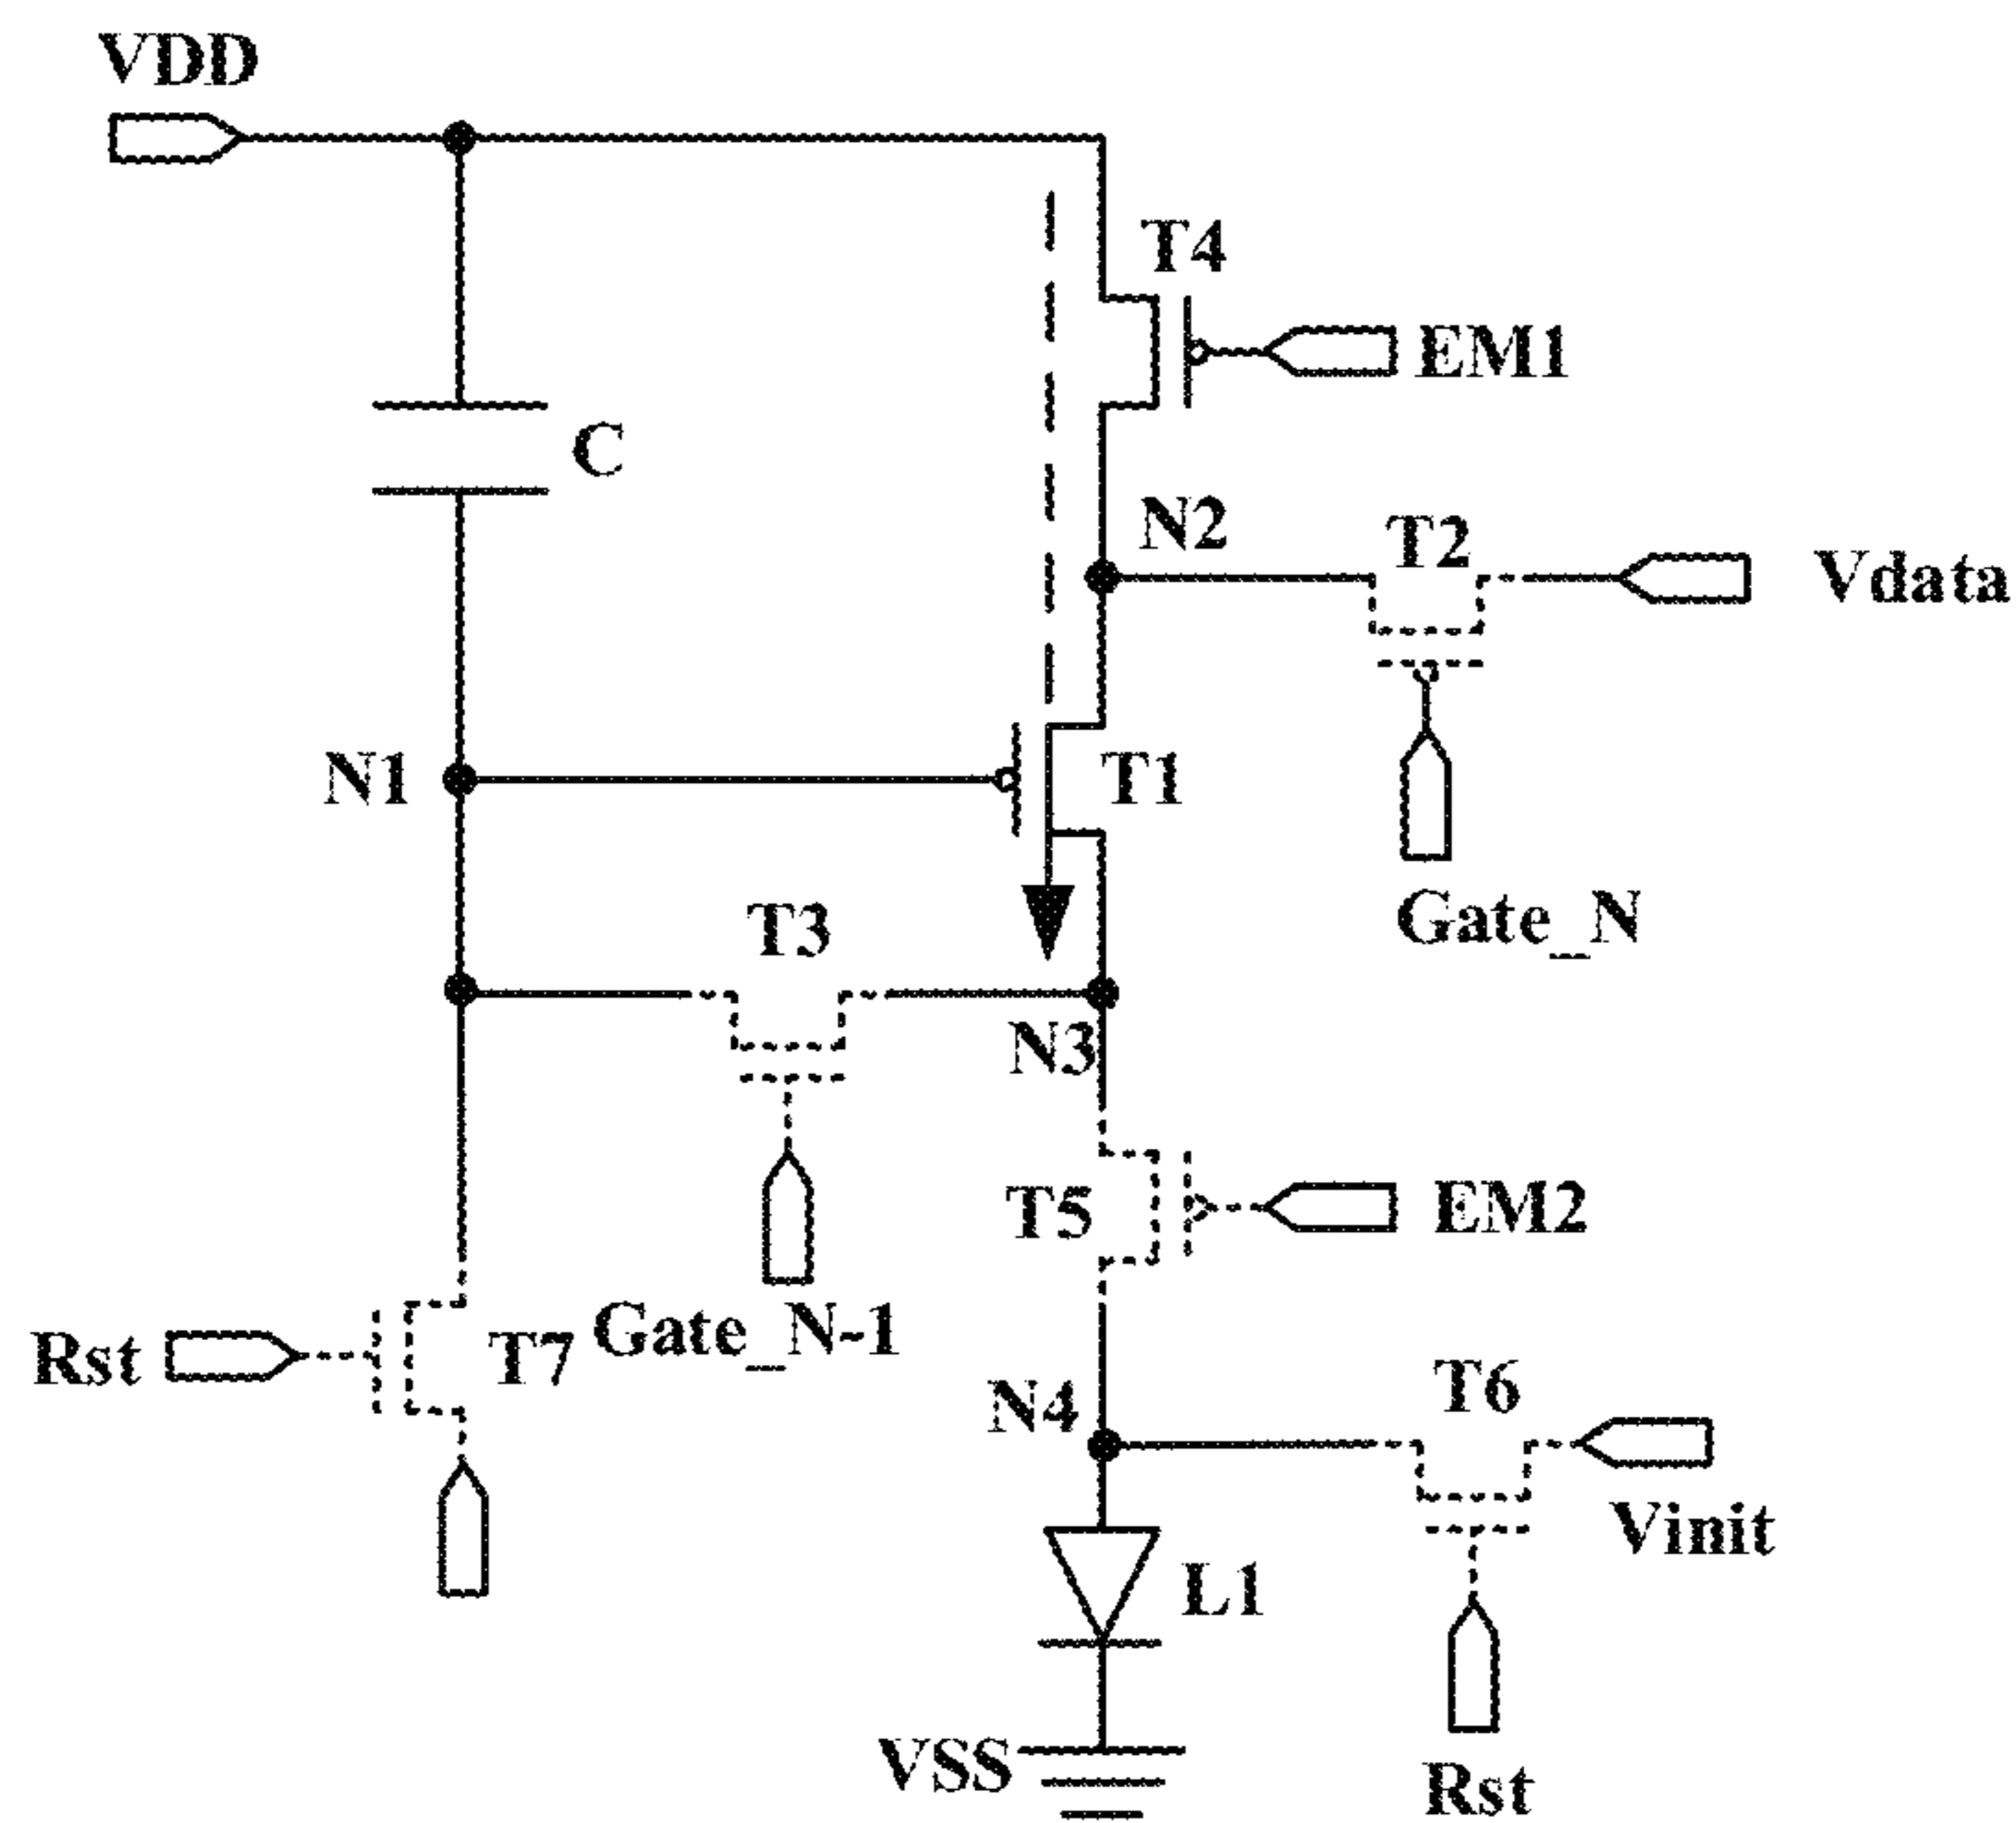 VDD
T4
EM1
C
N2
T2
Vdata
N1
T1
Gate_N
T3
N3
T5
EM2
Rst
T7
Gate_N-1
N4
T6
Vinit
L1
VSS
Rst